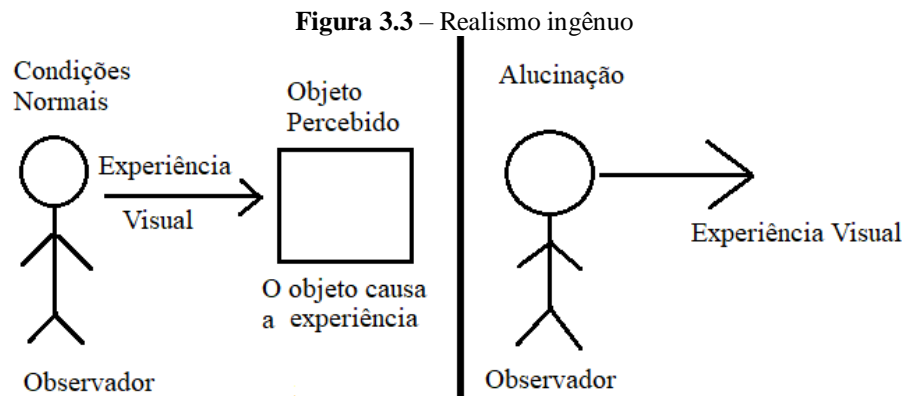 Figura 3.3 – Realismo ingênuo
Condições
Normais
Experiência
Visual
Objeto
Percebido
O objeto causa
a experiência
Observador
Alucinação
Experiência Visual
Observador